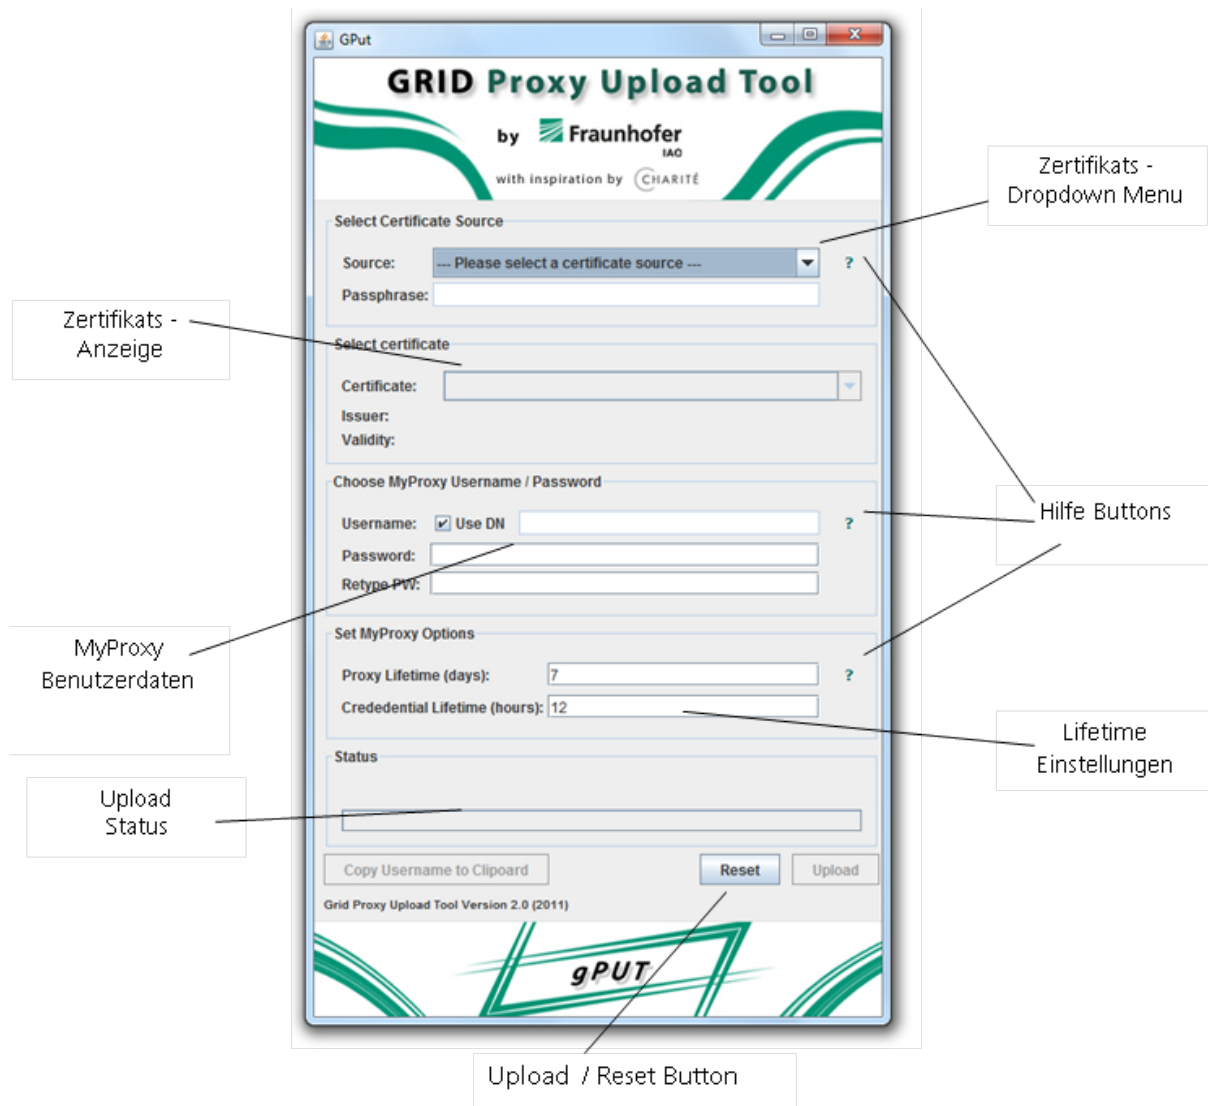 GPut
GRID Proxy Upload Tool
by Fraunhofer
IAO
with inspiration by CHARITÉ
Zertifikats -
Dropdown Menu
Select Certificate Source
Source: --- Please select a certificate source --- ?
Passphrase:
Zertifikats -
Anzeige
Select certificate
Certificate:
Issuer:
Validity:
Choose MyProxy Username / Password
Username: Use DN ?
Password:
Retype PW:
Hilfe Buttons
MyProxy
Benutzerdaten
Set MyProxy Options
Proxy Lifetime (days): 7 ?
Crededential Lifetime (hours): 12
Lifetime
Einstellungen
Status
Upload
Status
Copy Username to Clipoard Reset Upload
Grid Proxy Upload Tool Version 2.0 (2011)
gPUT
Upload / Reset Button